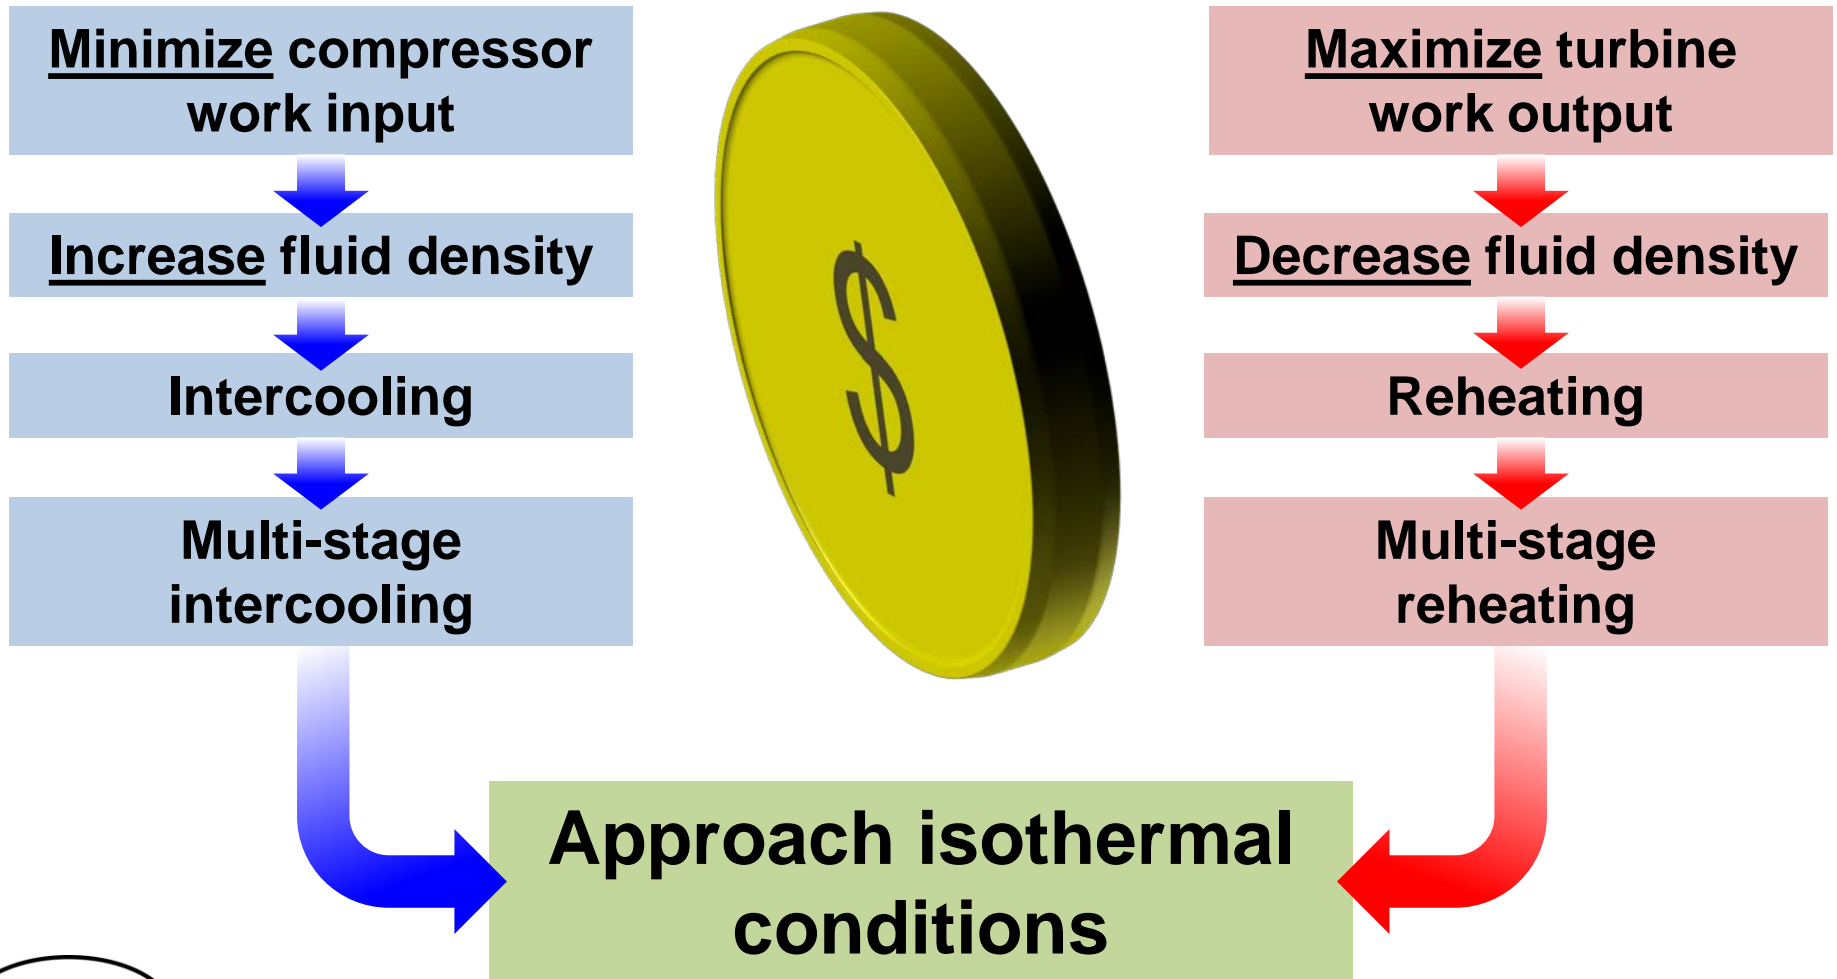 Minimize compressor
work input
Increase fluid density
Intercooling
Multi-stage
intercooling
$
Maximize turbine
work output
Decrease fluid density
Reheating
Multi-stage
reheating
Approach isothermal
conditions